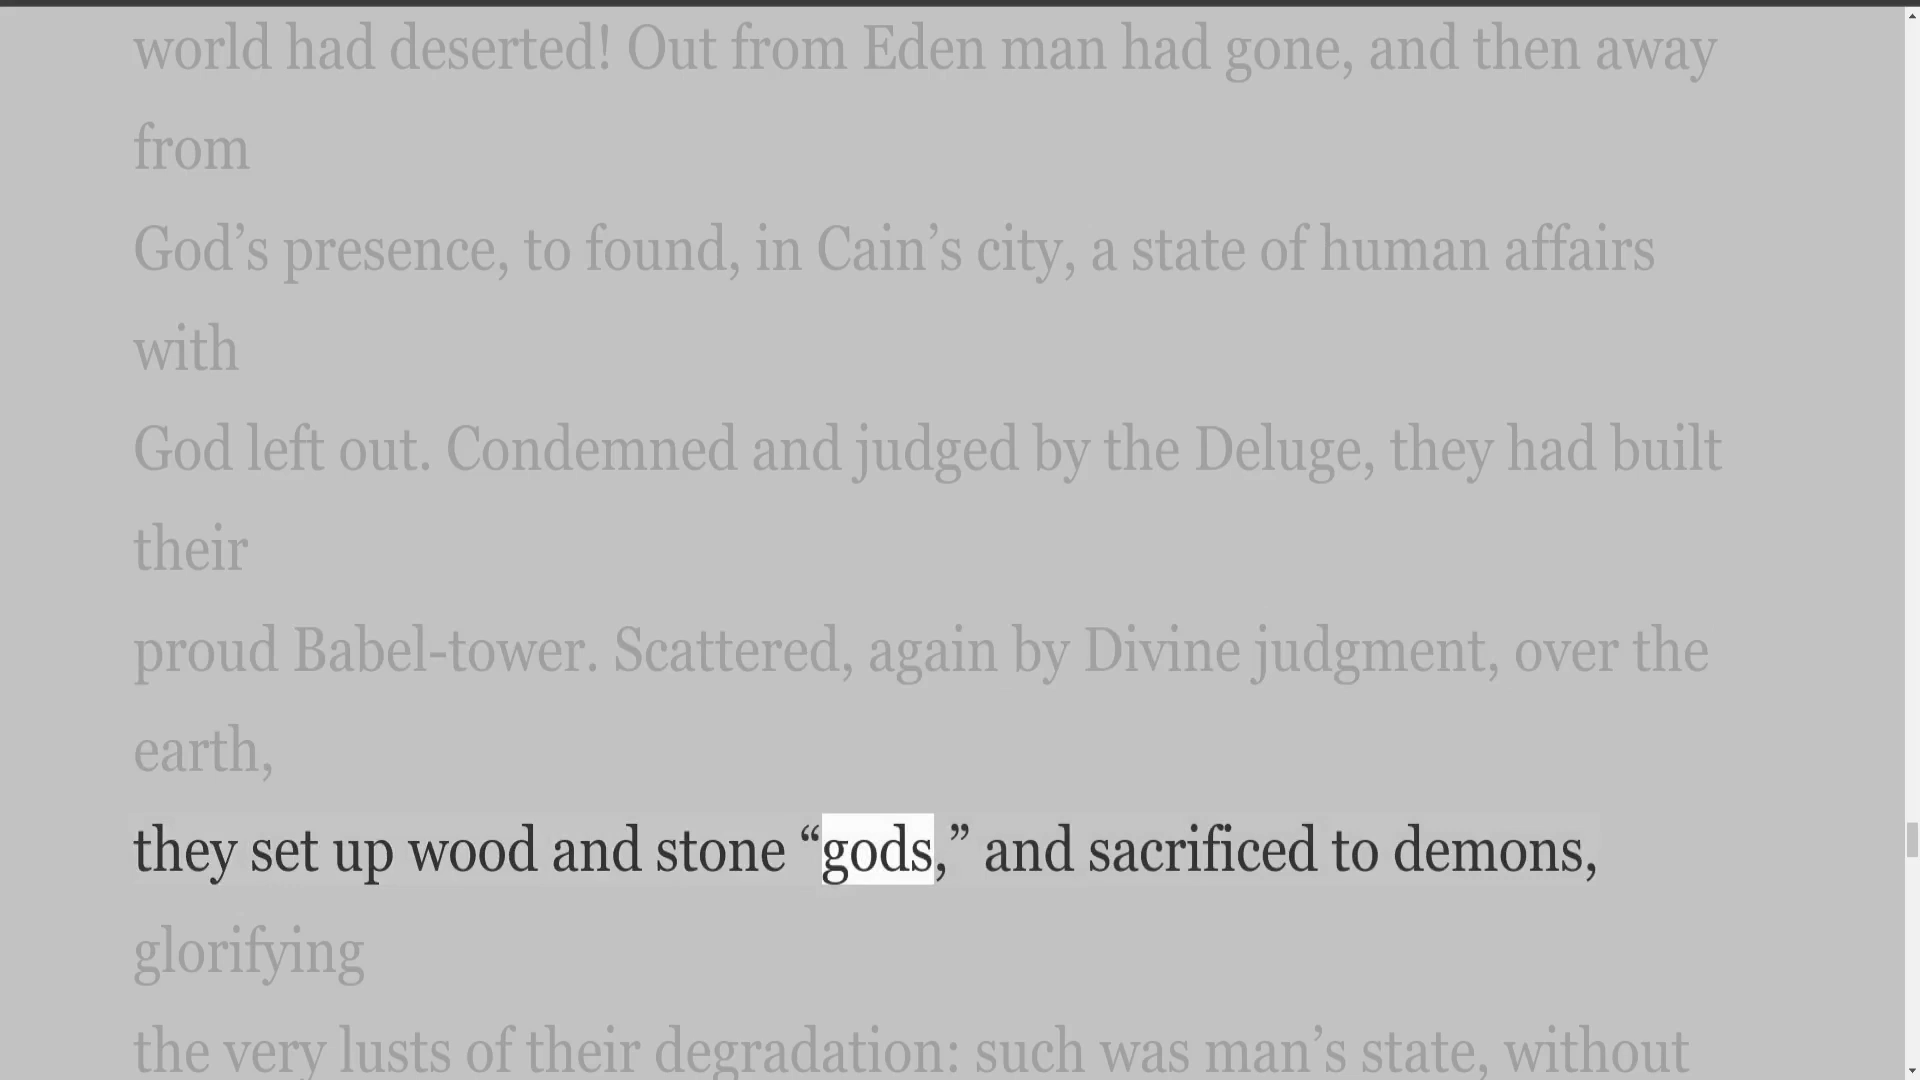 world had deserted! Out from Eden man had gone, and then away
from
God’s presence, to found, in Cain’s city, a state of human affairs
with
God left out. Condemned and judged by the Deluge, they had built
their
proud Babel-tower. Scattered, again by Divine judgment, over the
earth,
they set up wood and stone “gods,” and sacrificed to demons,
glorifying
the very lusts of their degradation: such was man’s state, without